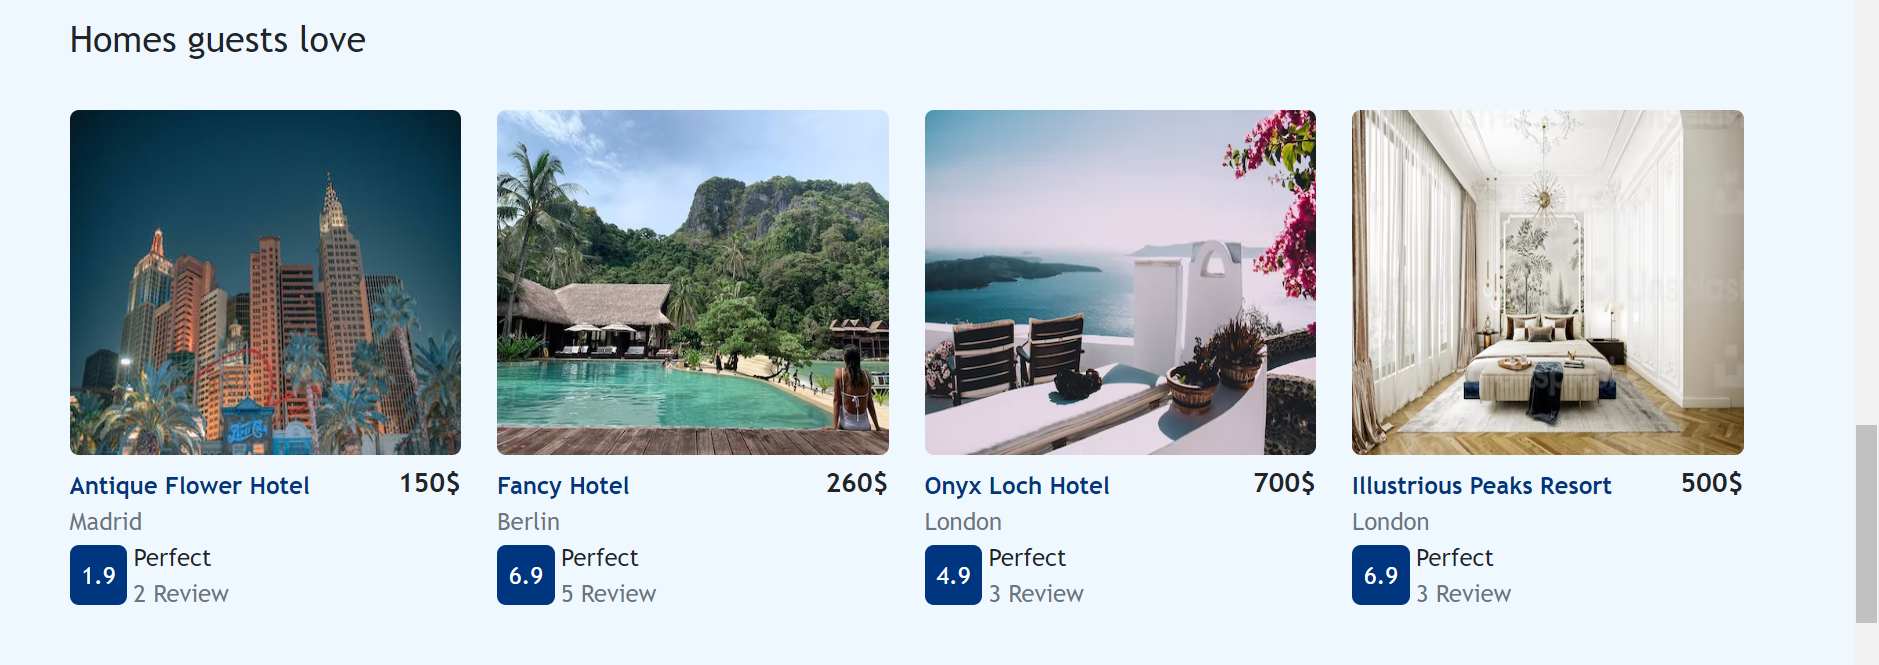 Homes guests love
Antique Flower Hotel 150$
Madrid
1.9 Perfect
2 Review
Fancy Hotel 260$
Berlin
6.9 Perfect
5 Review
Onyx Loch Hotel 700$
London
4.9 Perfect
3 Review
Illustrious Peaks Resort 500$
London
6.9 Perfect
3 Review